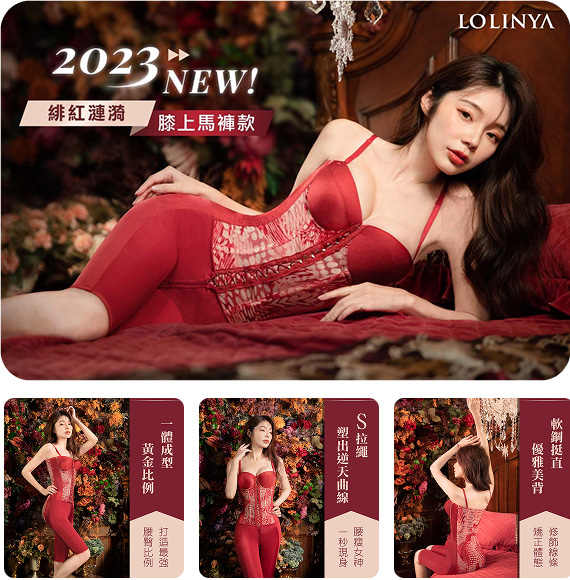 LOLINYA
2023
NEW!
緋紅漣漪
膝上馬褲款
一體成型
黃金比例
打造最強
腰臀比例
S拉繩
塑出逆天曲線
腰瘦女神
一秒現身
軟鋼挺直
優雅美背
修飾線條
矯正體態